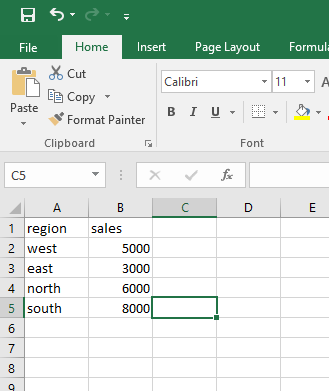 File Home Insert Page Layout
Cut
Copy
Paste
Format Painter
Calibri 11
B I U
Clipboard Font
C5 fx
A B C D E
1 region sales
2 west 5000
3 east 3000
4 north 6000
5 south 8000
6
7
8
9